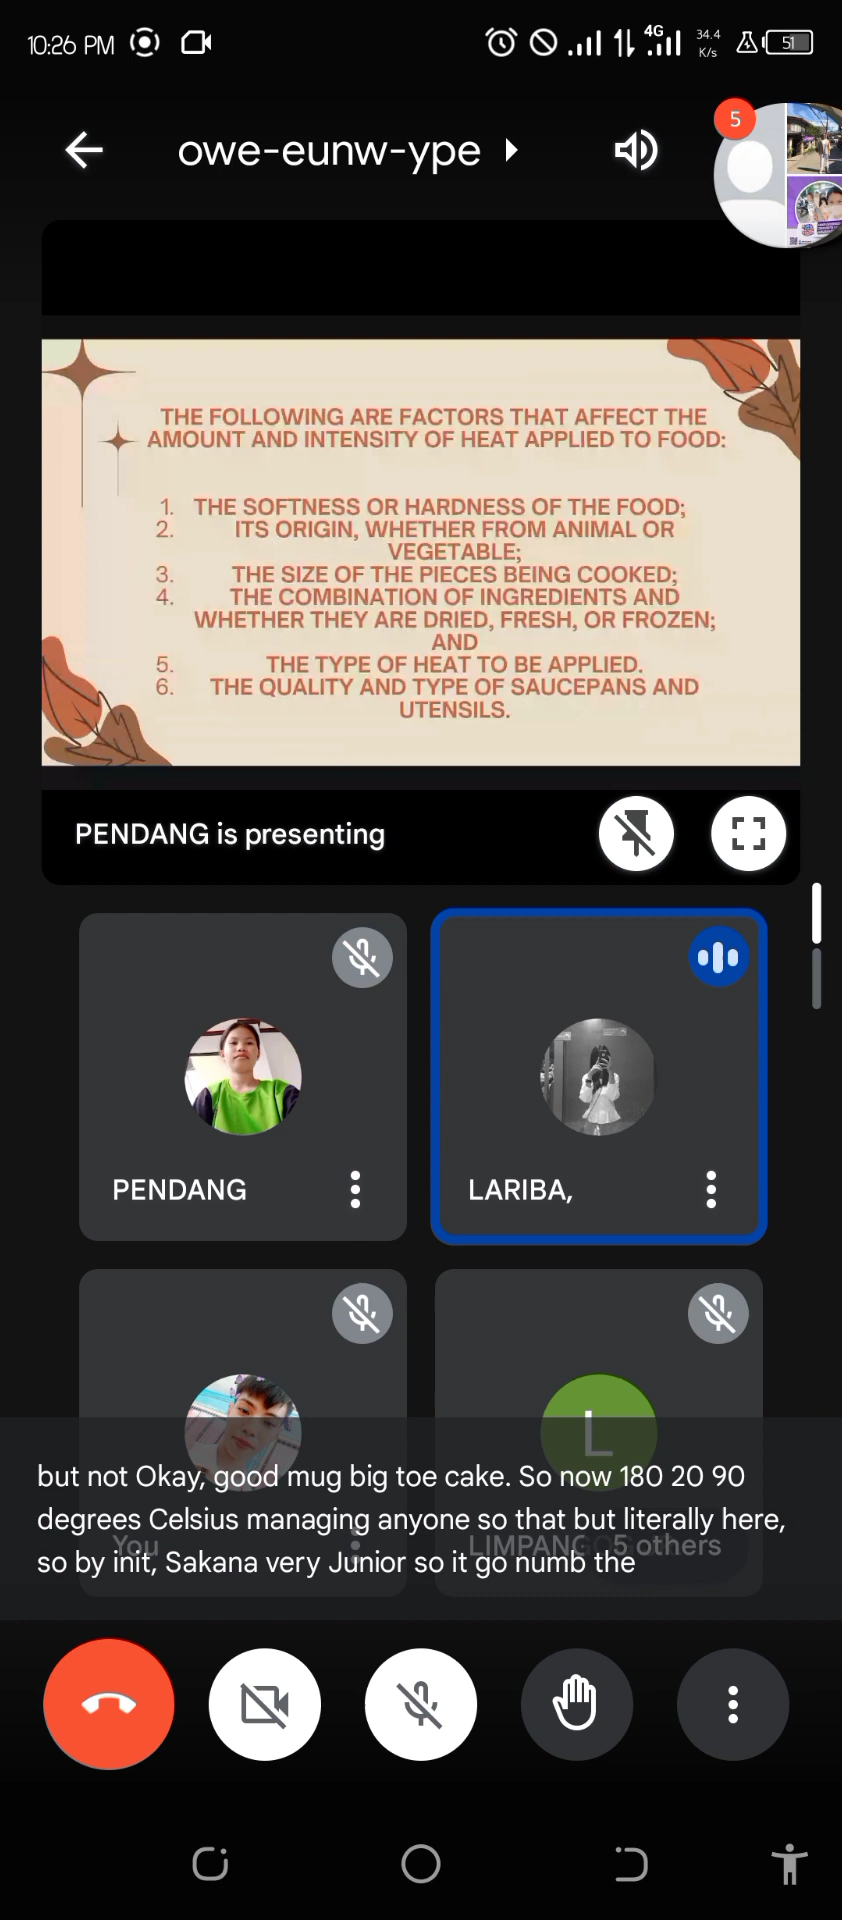 10:26 PM
4G
34.4
K/s
51
5
owe-eunw-ype
THE FOLLOWING ARE FACTORS THAT AFFECT THE
AMOUNT AND INTENSITY OF HEAT APPLIED TO FOOD:
1. THE SOFTNESS OR HARDNESS OF THE FOOD;
2. ITS ORIGIN, WHETHER FROM ANIMAL OR
VEGETABLE;
3. THE SIZE OF THE PIECES BEING COOKED;
4. THE COMBINATION OF INGREDIENTS AND
WHETHER THEY ARE DRIED, FRESH, OR FROZEN;
AND
5. THE TYPE OF HEAT TO BE APPLIED.
6. THE QUALITY AND TYPE OF SAUCEPANS AND
UTENSILS.
PENDANG is presenting
PENDANG
LARIBA,
L
but not Okay, good mug big toe cake. So now 180 20 90
degrees Celsius managing anyone so that but literally here,
You
LIMPANG
5 others
so by init, Sakana very Junior so it go numb the